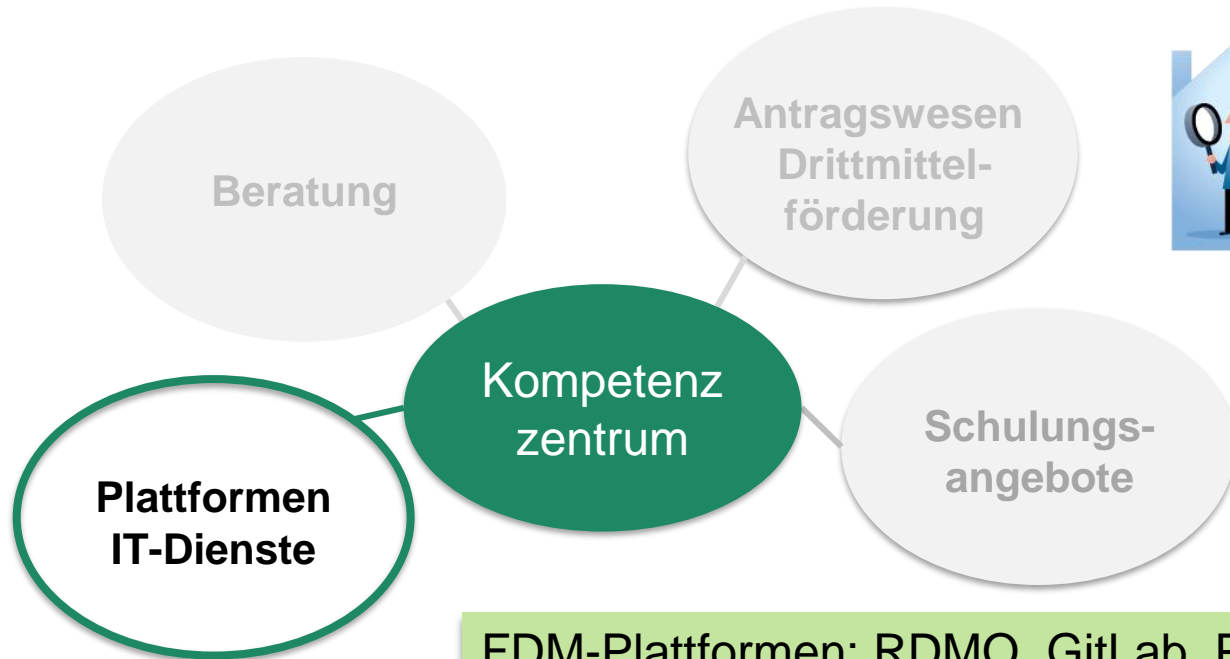 Antragswesen
Drittmittel-
förderung
Beratung
Kompetenz
zentrum
Schulungs-
angebote
Plattformen
IT-Dienste
FDM-Plattformen: RDMO, GitLab,